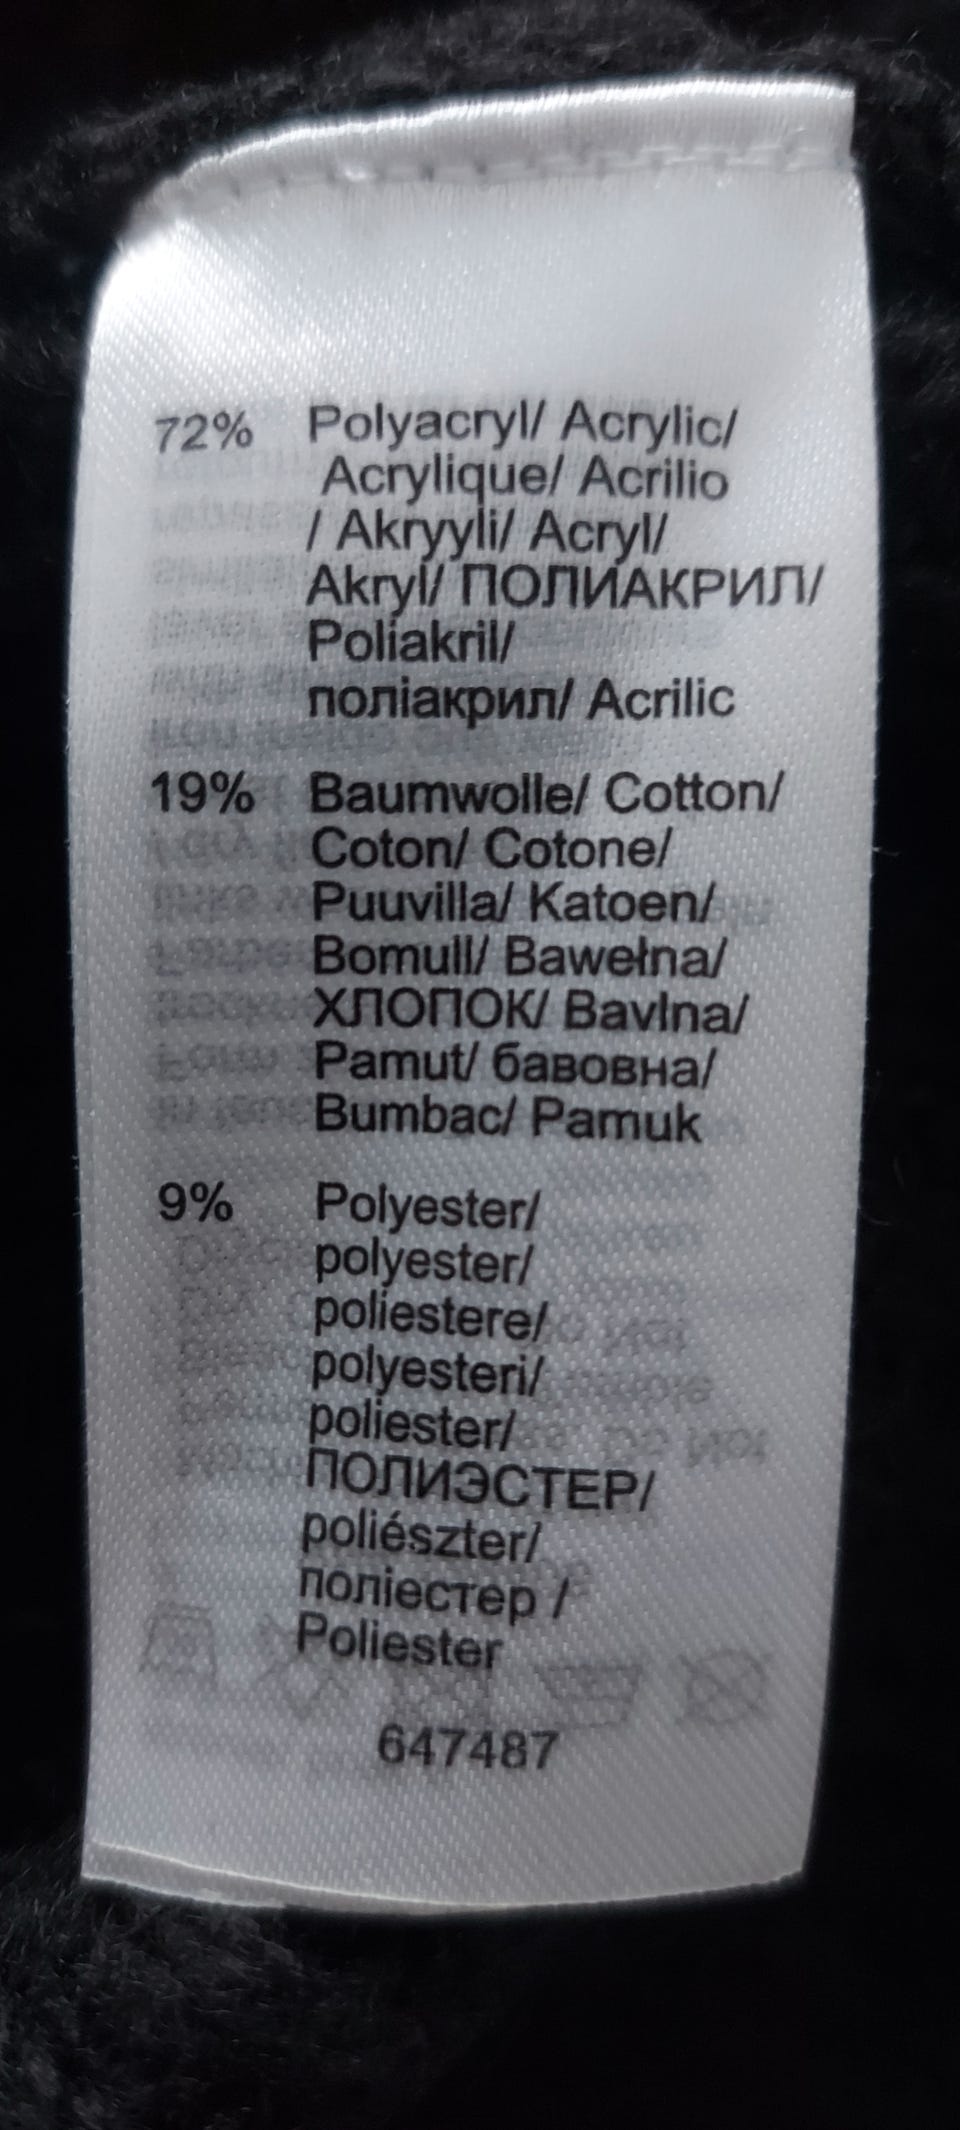 72% Polyacryl/ Acrylic/
Acrylique/ Acrilio
/ Akryyli/ Acryl/
Akryl/ ПОЛИАКРИЛ/
Poliakril/
поліакрил/ Acrilic
19% Baumwolle/ Cotton/
Coton/ Cotone/
Puuvilla/ Katoen/
Bomull/ Bawełna/
ХЛОПОК/ Bavlna/
Pamut/ бавовна/
Bumbac/ Pamuk
9% Polyester/
polyester/
poliestere/
polyesteri/
poliester/
ПОЛИЭСТЕР/
poliészter/
поліестер /
Poliester
647487